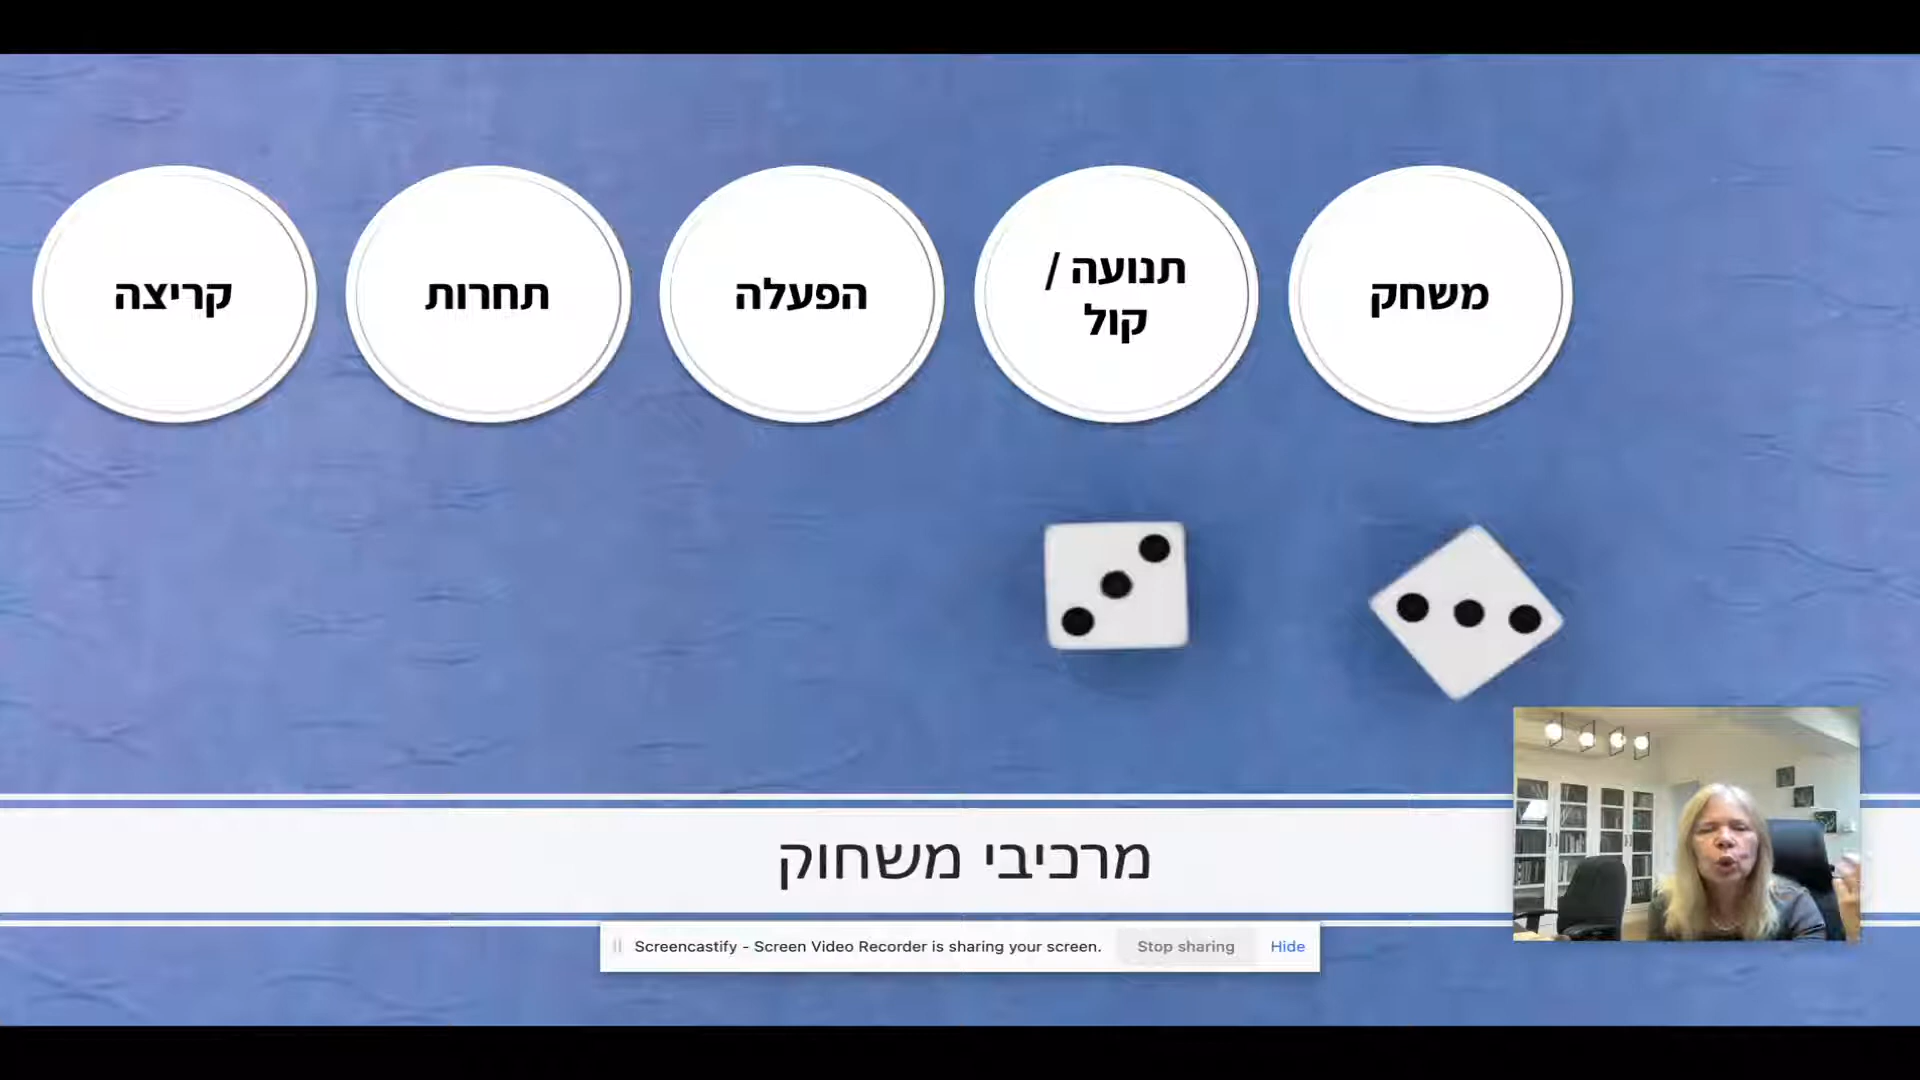 משחק
תנועה /
קול
הפעלה
תחרות
קריצה
מרכיבי משחוק
Screencastify - Screen Video Recorder is sharing your screen.
Stop sharing
Hide